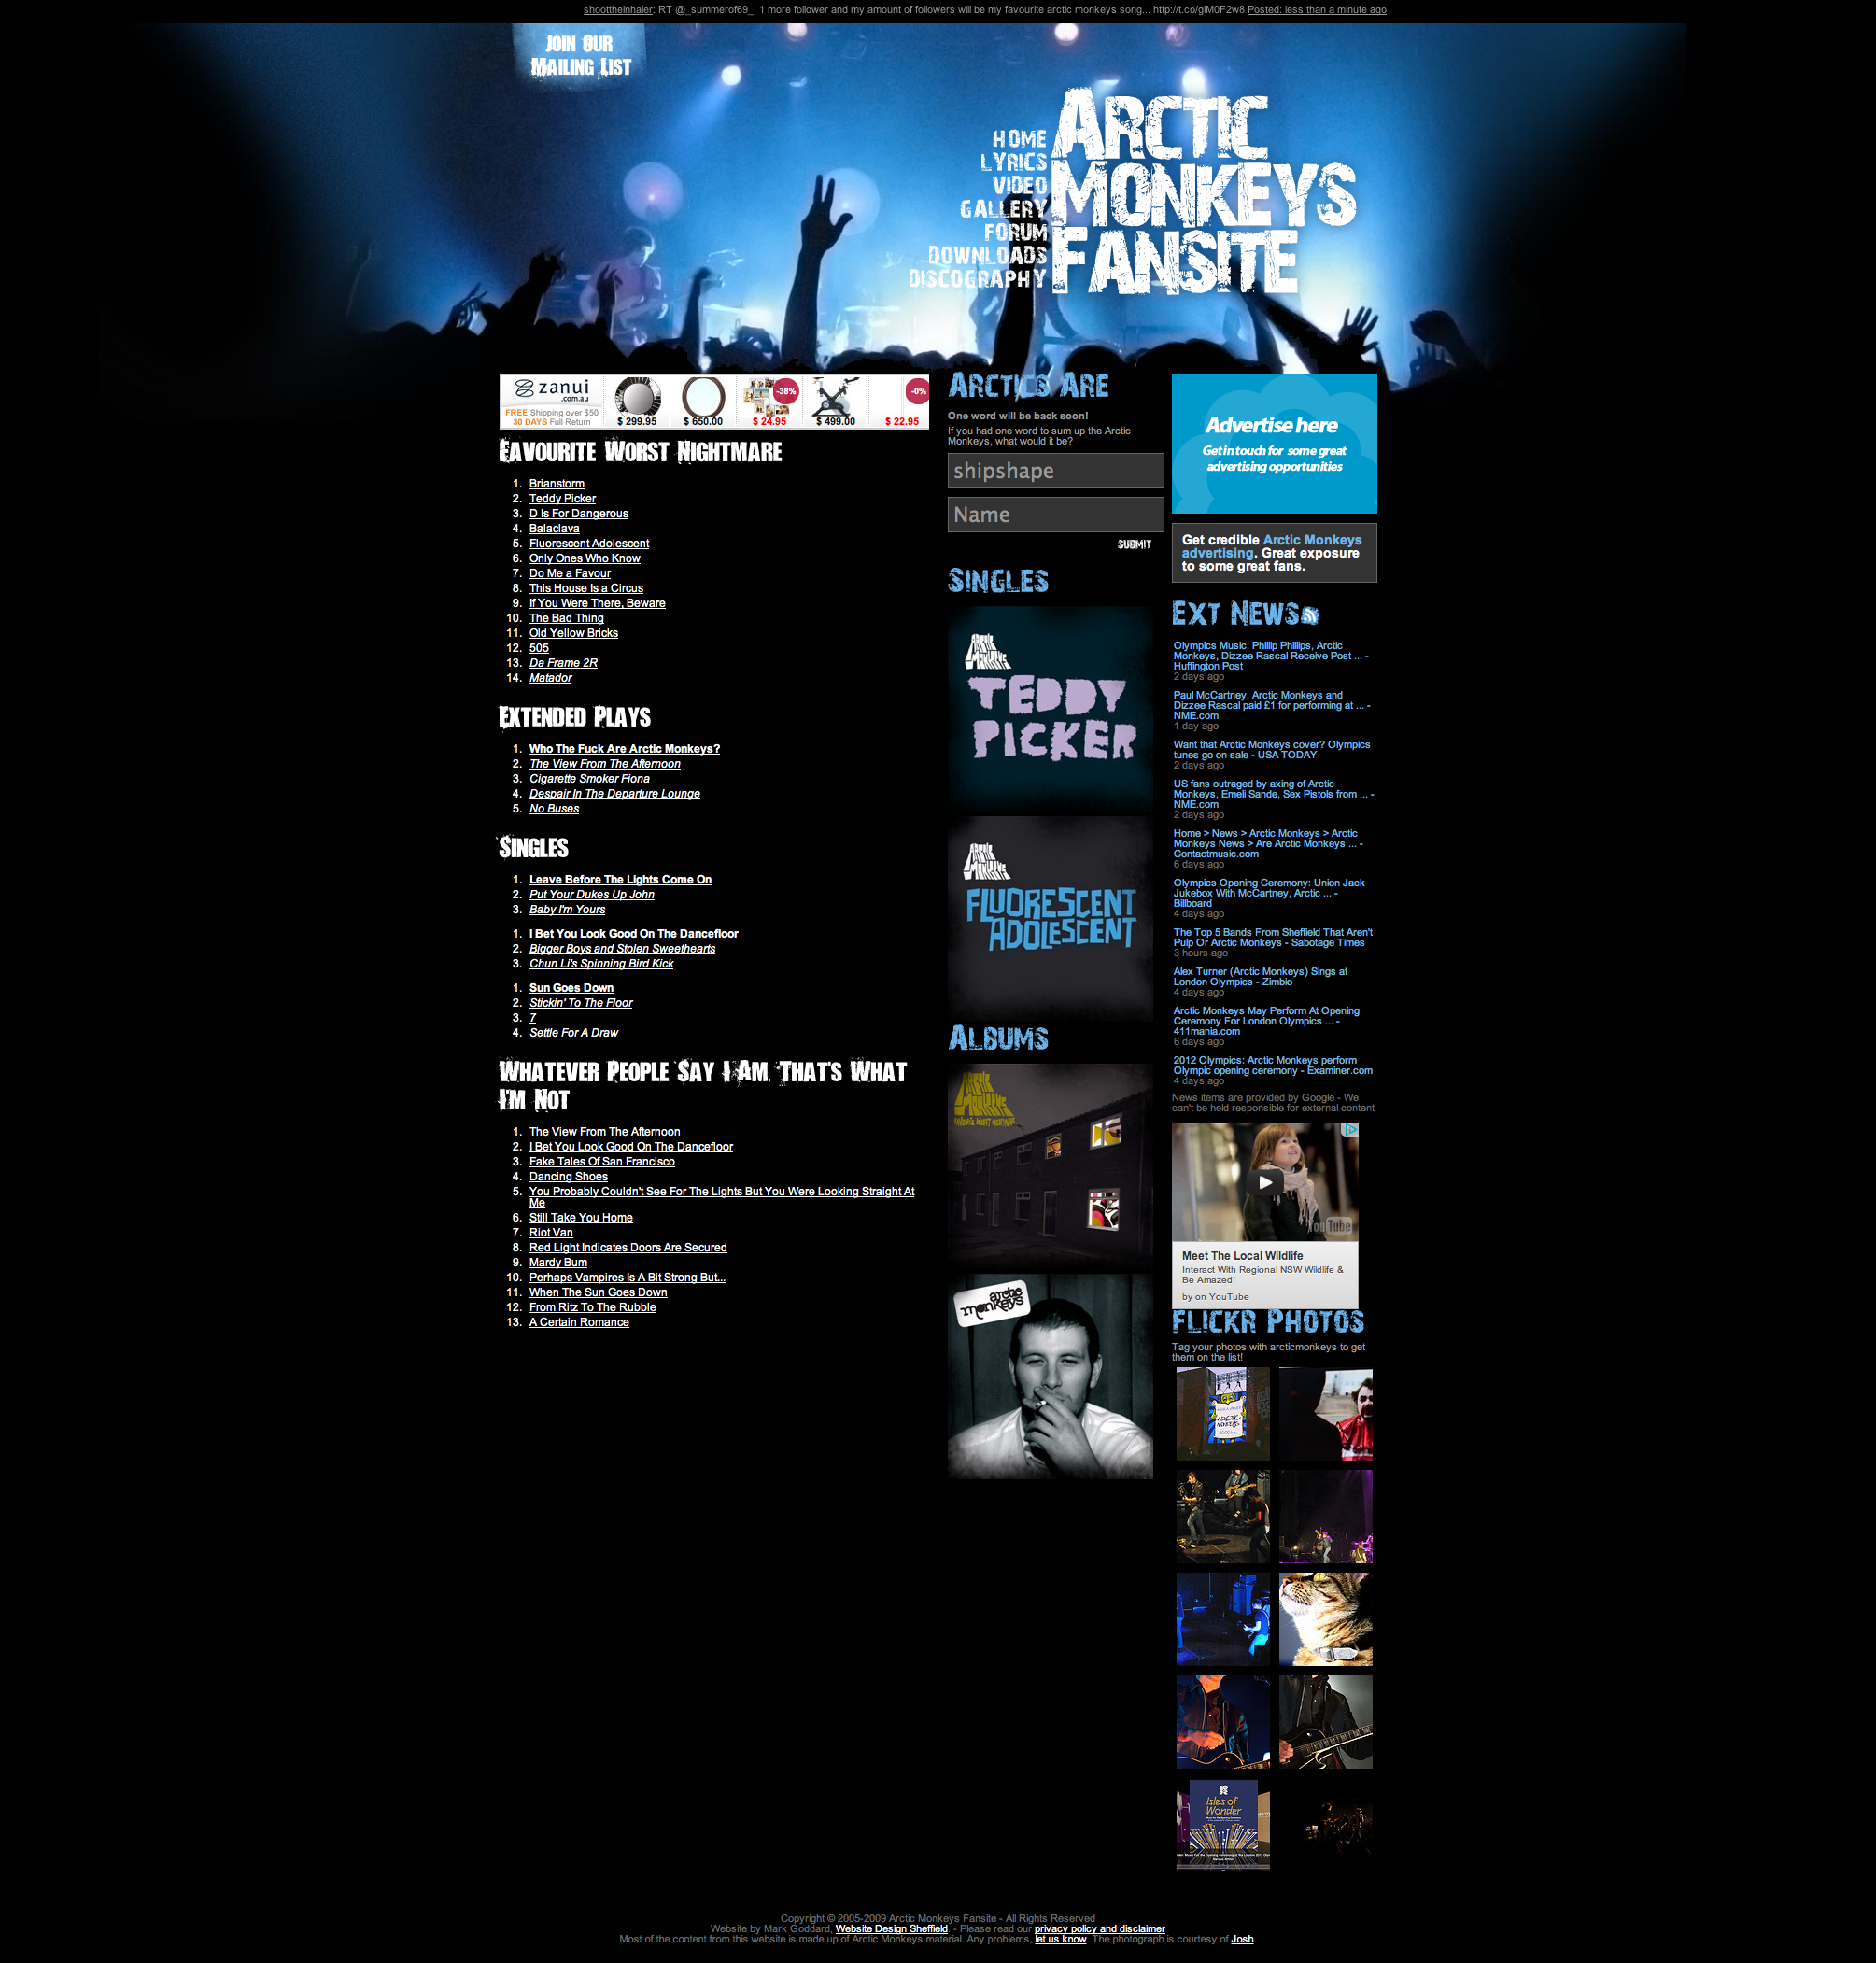 shoottheinhaler: RT @_summerof69_: 1 more follower and my amount of followers will be my favourite arctic monkeys song... http://t.co/giM0F2w8 Posted: less than a minute ago
Join Our
Mailing List
Arctic
Monkeys
Fansite
Home
Lyrics
Video
Gallery
Forum
Downloads
Discography
zanui
.com.au
FREE Shipping over $50
30 DAYS Full Return
$ 299.95
$ 650.00
-38%
$ 24.95
$ 499.00
-0%
$ 22.95
Favourite Worst Nightmare
1. Brianstorm
2. Teddy Picker
3. D Is For Dangerous
4. Balaclava
5. Fluorescent Adolescent
6. Only Ones Who Know
7. Do Me a Favour
8. This House Is a Circus
9. If You Were There, Beware
10. The Bad Thing
11. Old Yellow Bricks
12. 505
13. Da Frame 2R
14. Matador
Extended Plays
1. Who The Fuck Are Arctic Monkeys?
2. The View From The Afternoon
3. Cigarette Smoker Fiona
4. Despair In The Departure Lounge
5. No Buses
Singles
1. Leave Before The Lights Come On
2. Put Your Dukes Up John
3. Baby I'm Yours
1. I Bet You Look Good On The Dancefloor
2. Bigger Boys and Stolen Sweethearts
3. Chun Li's Spinning Bird Kick
1. Sun Goes Down
2. Stickin' To The Floor
3. 7
4. Settle For A Draw
Whatever People Say I Am, That's What
I'm Not
1. The View From The Afternoon
2. I Bet You Look Good On The Dancefloor
3. Fake Tales Of San Francisco
4. Dancing Shoes
5. You Probably Couldn't See For The Lights But You Were Looking Straight At
Me
6. Still Take You Home
7. Riot Van
8. Red Light Indicates Doors Are Secured
9. Mardy Bum
10. Perhaps Vampires Is A Bit Strong But...
11. When The Sun Goes Down
12. From Ritz To The Rubble
13. A Certain Romance
Arctics Are
One word will be back soon!
If you had one word to sum up the Arctic
Monkeys, what would it be?
shipshape
Name
Submit
Singles
Arctic
Monkeys
TEDDY
PICKER
Arctic
Monkeys
FLUORESCENT
ADOLESCENT
Albums
Arctic
Monkeys
arctic
monkeys
Advertise here
Get in touch for some great
advertising opportunities
Get credible Arctic Monkeys
advertising. Great exposure
to some great fans.
Ext News
Olympics Music: Phillip Phillips, Arctic
Monkeys, Dizzee Rascal Receive Post ... -
Huffington Post
2 days ago
Paul McCartney, Arctic Monkeys and
Dizzee Rascal paid £1 for performing at ... -
NME.com
1 day ago
Want that Arctic Monkeys cover? Olympics
tunes go on sale - USA TODAY
2 days ago
US fans outraged by axing of Arctic
Monkeys, Emeli Sande, Sex Pistols from ... -
NME.com
2 days ago
Home > News > Arctic Monkeys > Arctic
Monkeys News > Are Arctic Monkeys ... -
Contactmusic.com
6 days ago
Olympics Opening Ceremony: Union Jack
Jukebox With McCartney, Arctic ... -
Billboard
4 days ago
The Top 5 Bands From Sheffield That Aren't
Pulp Or Arctic Monkeys - Sabotage Times
3 hours ago
Alex Turner (Arctic Monkeys) Sings at
London Olympics - Zimbio
4 days ago
Arctic Monkeys May Perform At Opening
Ceremony For London Olympics ... -
411mania.com
6 days ago
2012 Olympics: Arctic Monkeys perform
Olympic opening ceremony - Examiner.com
4 days ago
News items are provided by Google - We
can't be held responsible for external content
YouTube
Meet The Local Wildlife
Interact With Regional NSW Wildlife &
Be Amazed!
by on YouTube
Flickr Photos
Tag your photos with arcticmonkeys to get
them on the list!
ARCTIC
MONKEYS
Isles of
Wonder
Copyright © 2005-2009 Arctic Monkeys Fansite - All Rights Reserved
Website by Mark Goddard, Website Design Sheffield. - Please read our privacy policy and disclaimer
Most of the content from this website is made up of Arctic Monkeys material. Any problems, let us know. The photograph is courtesy of Josh.